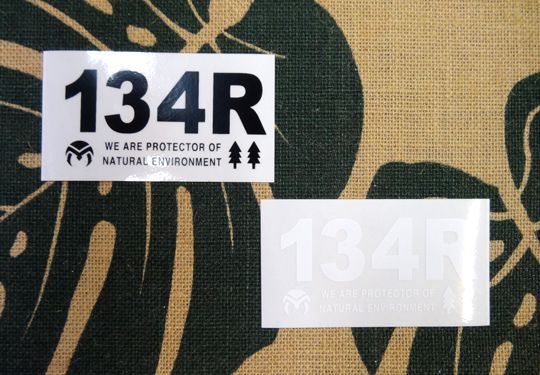 134R
WE ARE PROTECTOR OF
NATURAL ENVIRONMENT
134R
WE ARE PROTECTOR OF
NATURAL ENVIRONMENT